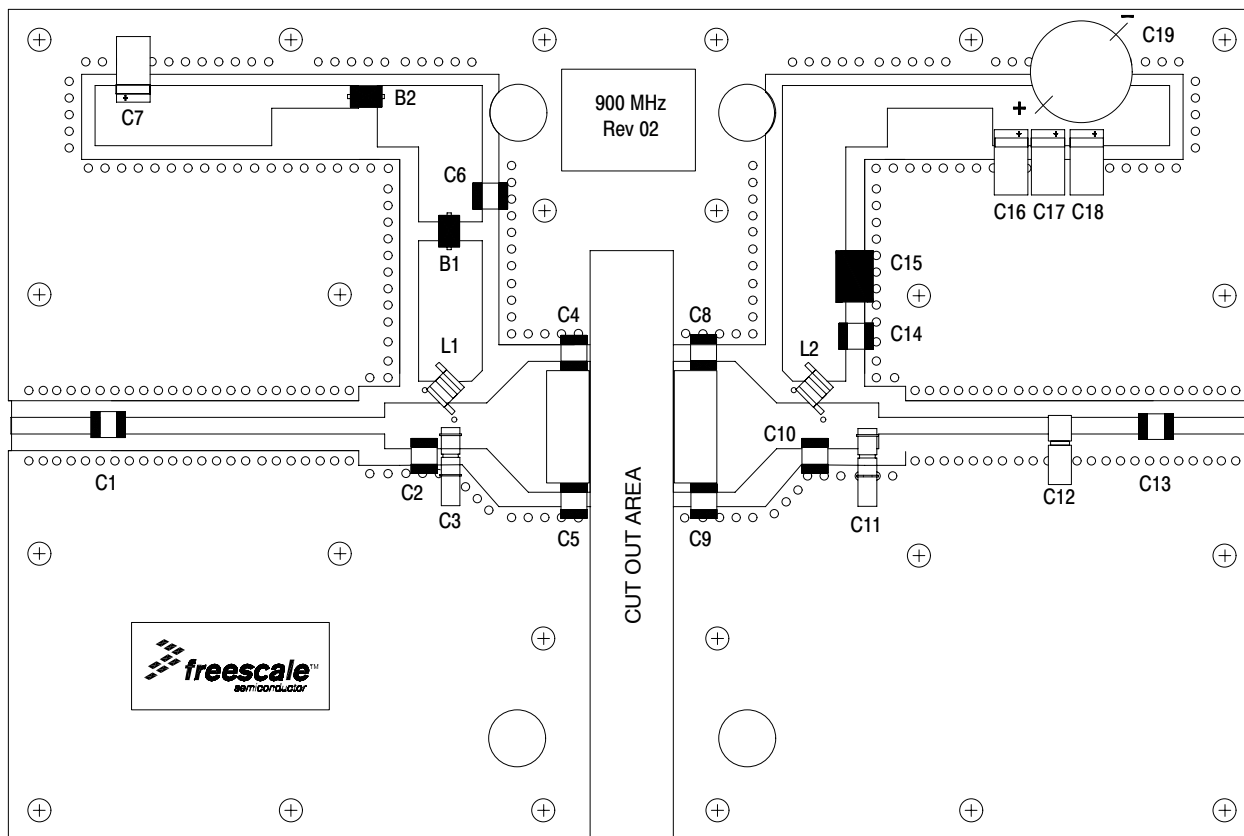 C19
B2
C7
900 MHz
Rev 02
C6
C16
C17
C18
B1
C15
C14
C4
C8
L1
L2
C10
C1
C2
C3
C5
C9
C11
C12
C13
CUT OUT AREA
freescale™
semiconductor